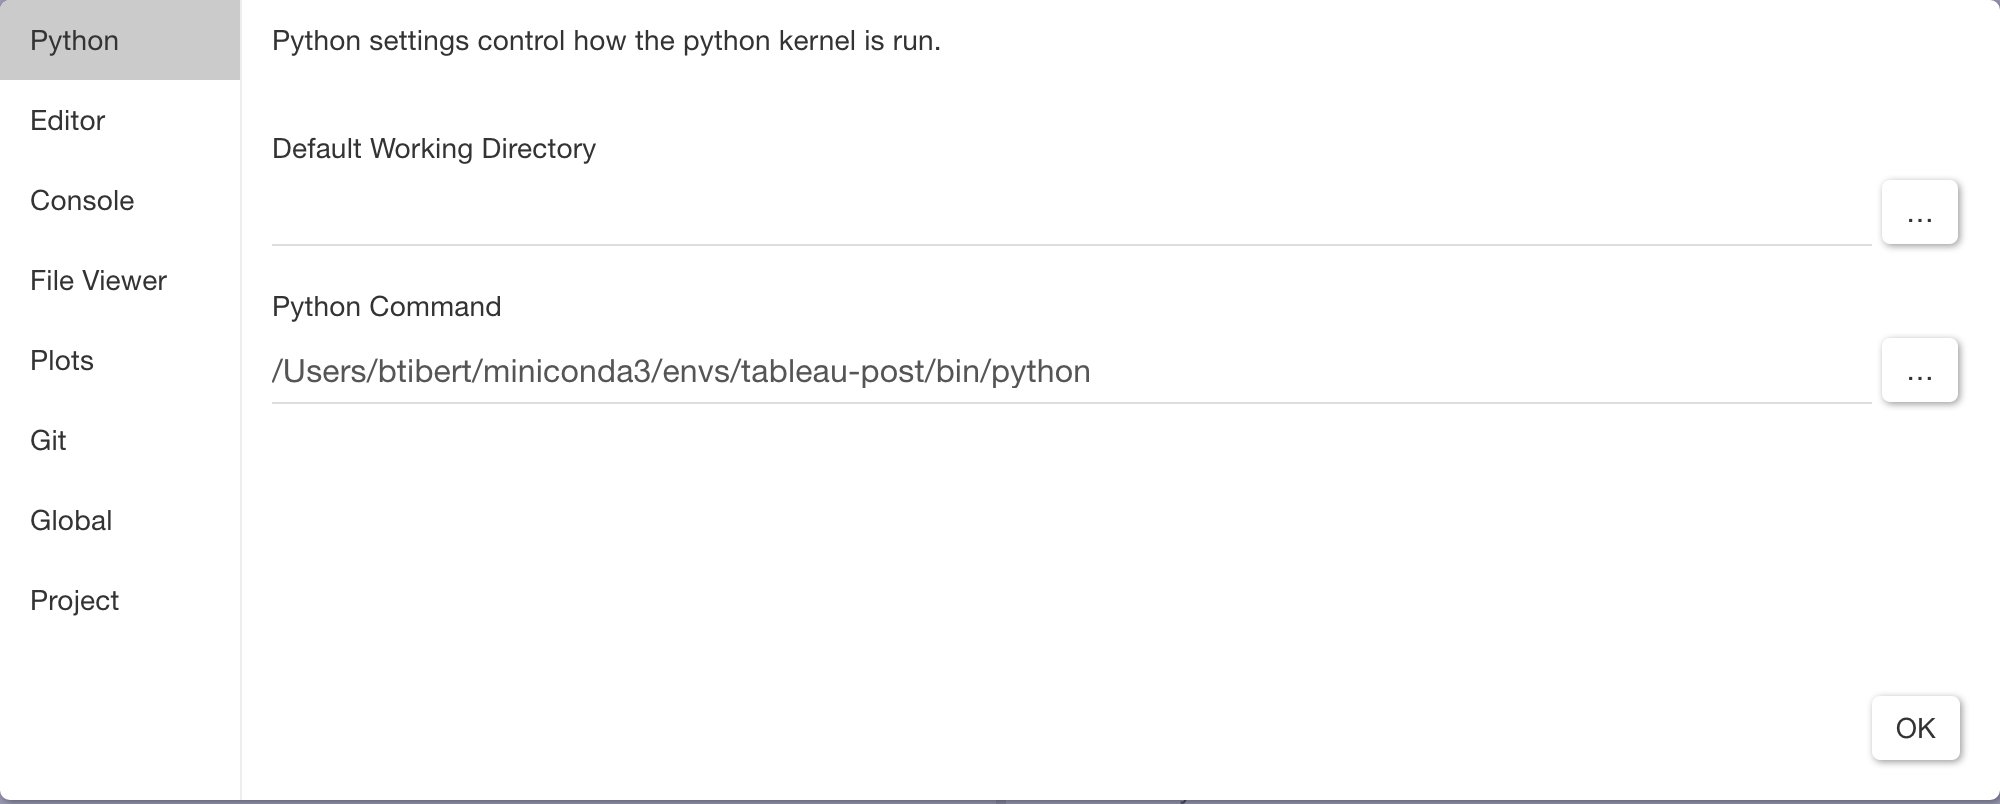 Python
Editor
Console
File Viewer
Plots
Git
Global
Project
Python settings control how the python kernel is run.
Default Working Directory
...
Python Command
/Users/btibert/miniconda3/envs/tableau-post/bin/python
...
OK